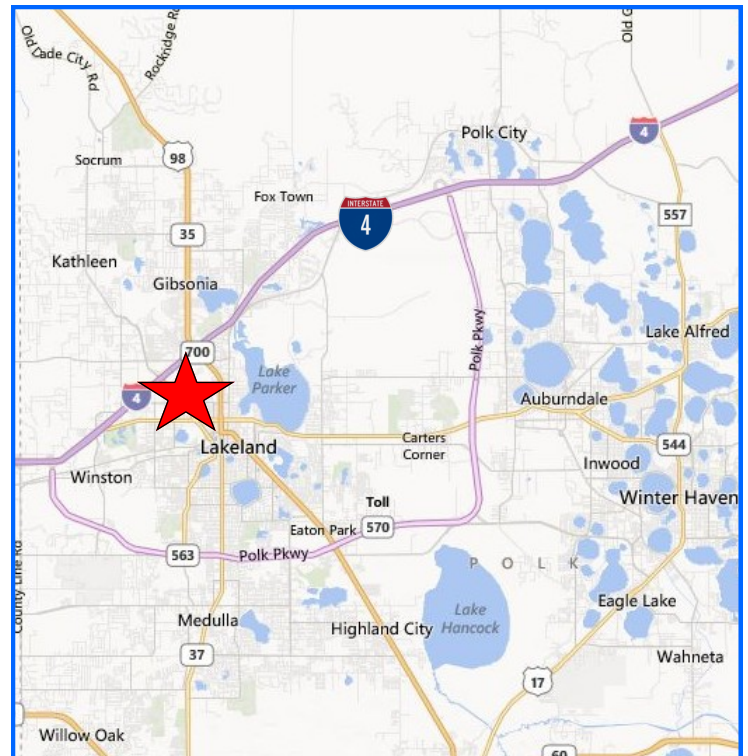 Old Dade City Rd
Rockridge Rd
Polk City
4
98
Socrum
Fox Town
INTERSTATE
4
557
35
Kathleen
Gibsonia
Polk Pkwy
Lake Alfred
700
Lake
Parker
4
Auburndale
Lakeland
Carters
Corner
544
Winston
Inwood
Toll
Winter Haven
Eaton Park
570
563
Polk Pkwy
POLK
County Line Rd
Eagle Lake
Medulla
Highland City
Lake
Hancock
37
Wahneta
17
Willow Oak
60